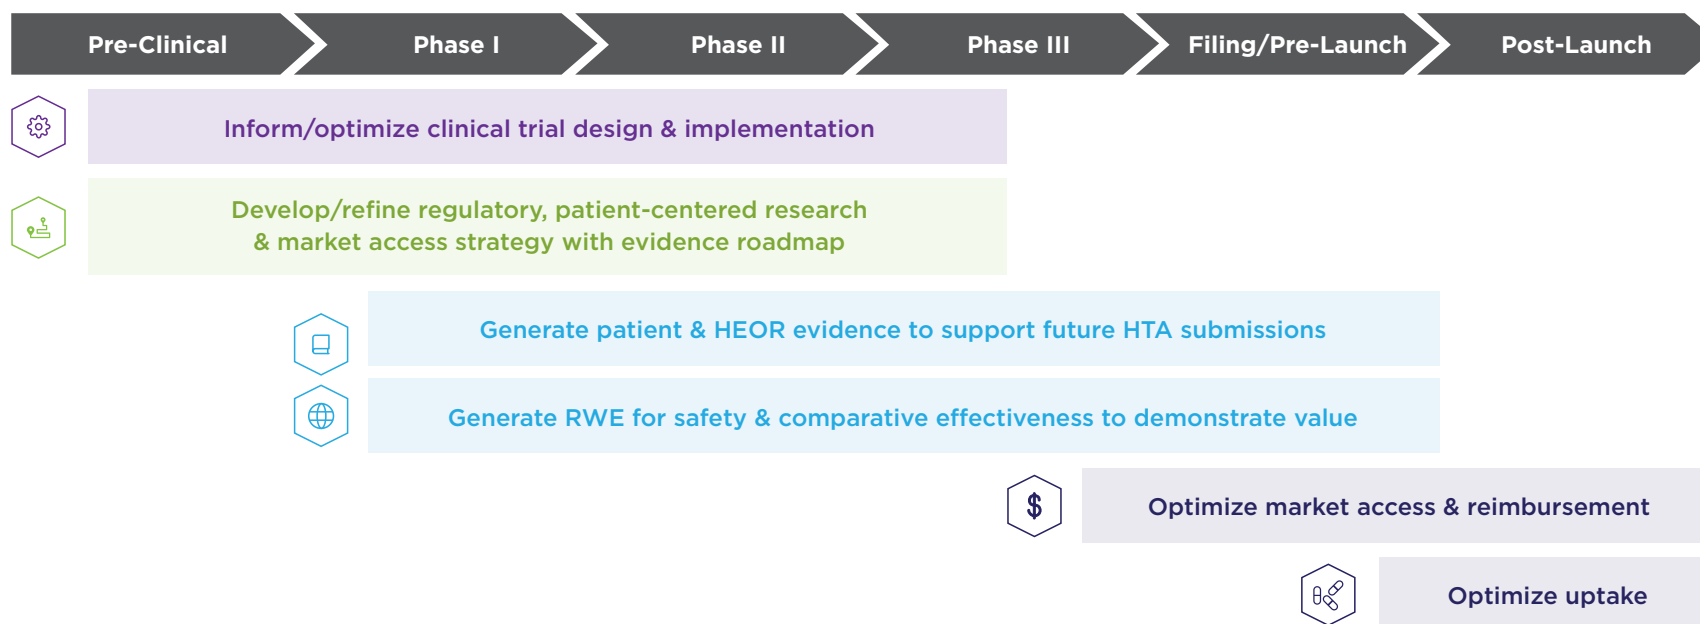 Pre-Clinical
Phase I
Phase II
Phase III
Filing/Pre-Launch
Post-Launch
Inform/optimize clinical trial design & implementation
Develop/refine regulatory, patient-centered research
& market access strategy with evidence roadmap
Generate patient & HEOR evidence to support future HTA submissions
Generate RWE for safety & comparative effectiveness to demonstrate value
$
Optimize market access & reimbursement
Optimize uptake